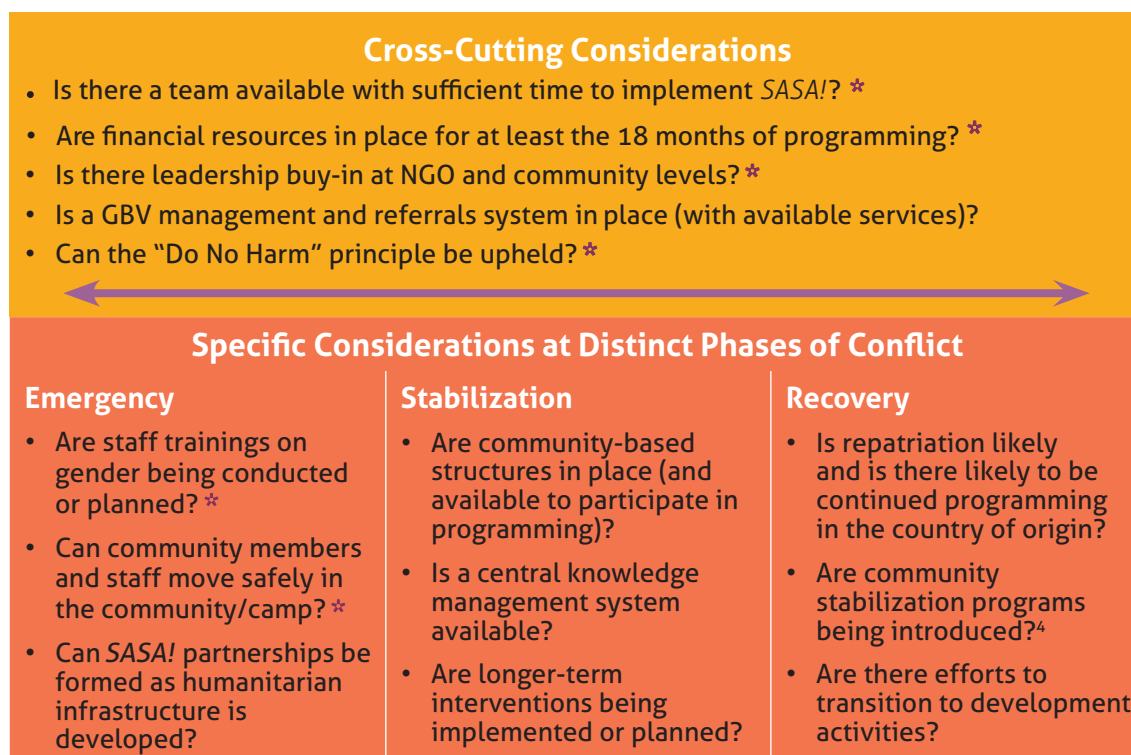 Cross-Cutting Considerations
• Is there a team available with sufficient time to implement SASA!? *
• Are financial resources in place for at least the 18 months of programming? *
• Is there leadership buy-in at NGO and community levels? *
• Is a GBV management and referrals system in place (with available services)?
• Can the “Do No Harm” principle be upheld? *
Specific Considerations at Distinct Phases of Conflict
Emergency
• Are staff trainings on
gender being conducted
or planned? *
• Can community members
and staff move safely in
the community/camp? *
• Can SASA! partnerships be
formed as humanitarian
infrastructure is
developed?
Stabilization
• Are community-based
structures in place (and
available to participate in
programming)?
• Is a central knowledge
management system
available?
• Are longer-term
interventions being
implemented or planned?
Recovery
• Is repatriation likely
and is there likely to be
continued programming
in the country of origin?
• Are community
stabilization programs
being introduced?⁴
• Are there efforts to
transition to development
activities?